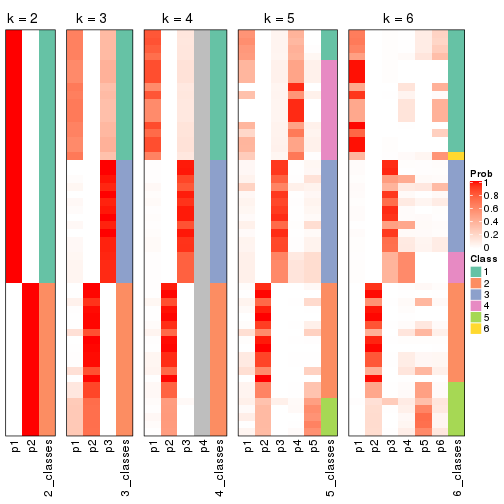 k = 2
k = 3
k = 4
k = 5
k = 6
p1
p2
2_classes
p1
p2
p3
3_classes
p1
p2
p3
p4
4_classes
p1
p2
p3
p4
p5
5_classes
p1
p2
p3
p4
p5
p6
6_classes
Prob
1
0.8
0.6
0.4
0.2
0
Class
1
2
3
4
5
6